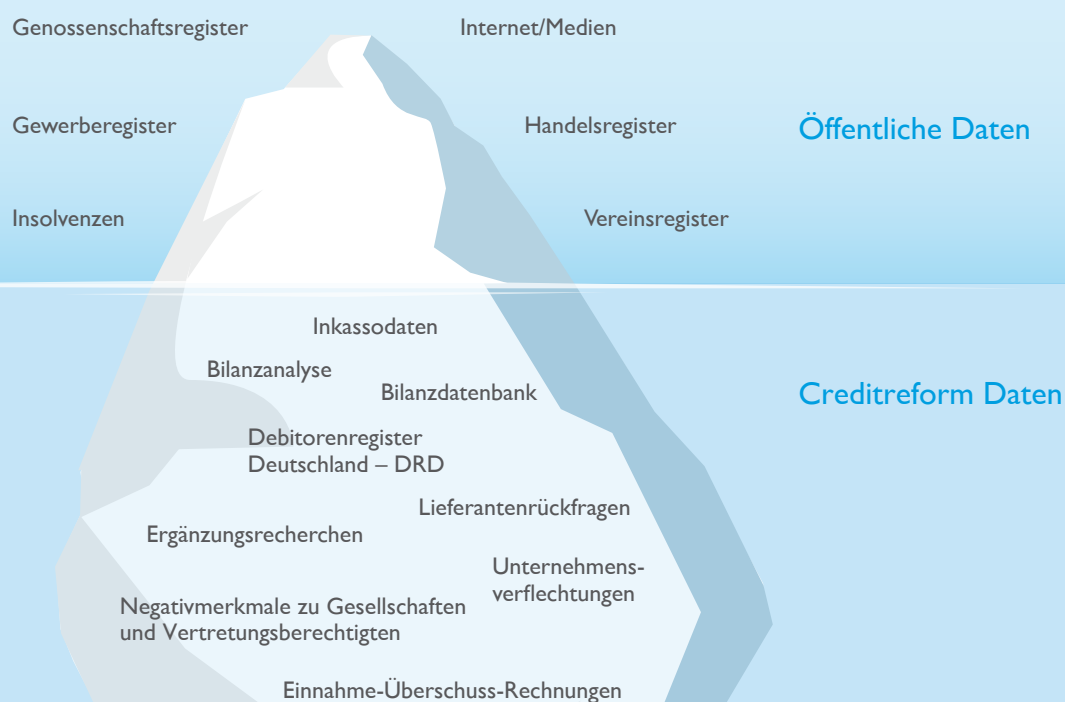 Genossenschaftsregister
Internet/Medien
Gewerberegister
Handelsregister
Öffentliche Daten
Insolvenzen
Vereinsregister
Inkassodaten
Bilanzanalyse
Bilanzdatenbank
Creditreform Daten
Debitorenregister
Deutschland – DRD
Lieferantenrückfragen
Ergänzungsrecherchen
Unternehmens-
verflechtungen
Negativmerkmale zu Gesellschaften
und Vertretungsberechtigten
Einnahme-Überschuss-Rechnungen